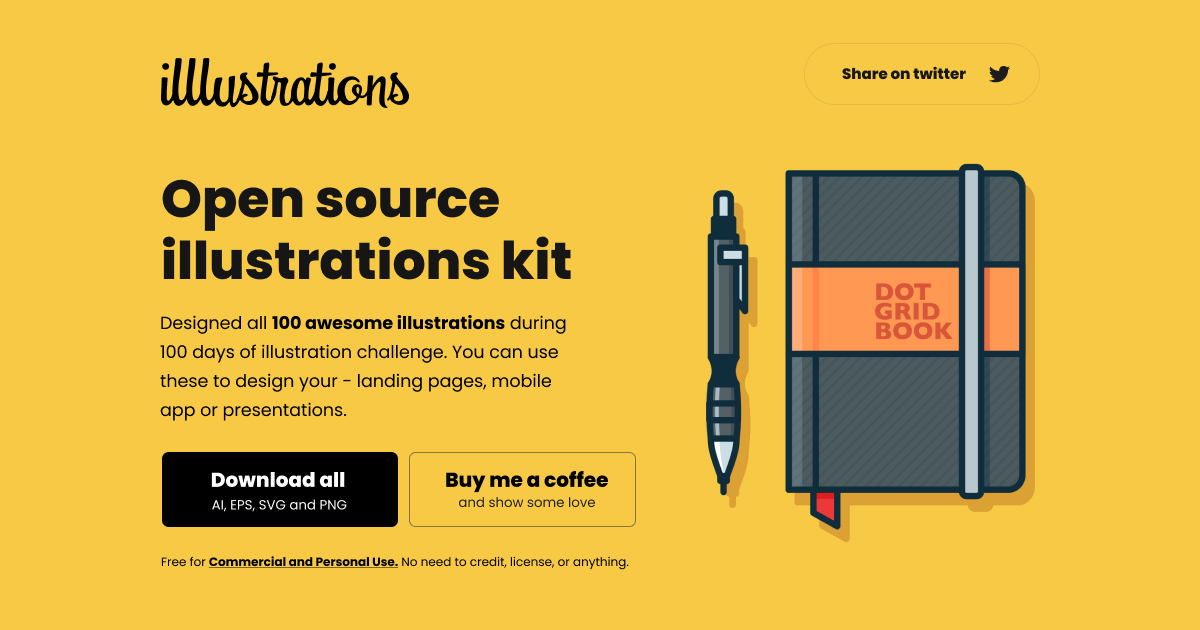 illlustrations
Share on twitter
Open source
illustrations kit
Designed all 100 awesome illustrations during
100 days of illustration challenge. You can use
these to design your - landing pages, mobile
app or presentations.
Download all
AI, EPS, SVG and PNG
Buy me a coffee
and show some love
Free for Commercial and Personal Use. No need to credit, license, or anything.
DOT
GRID
BOOK